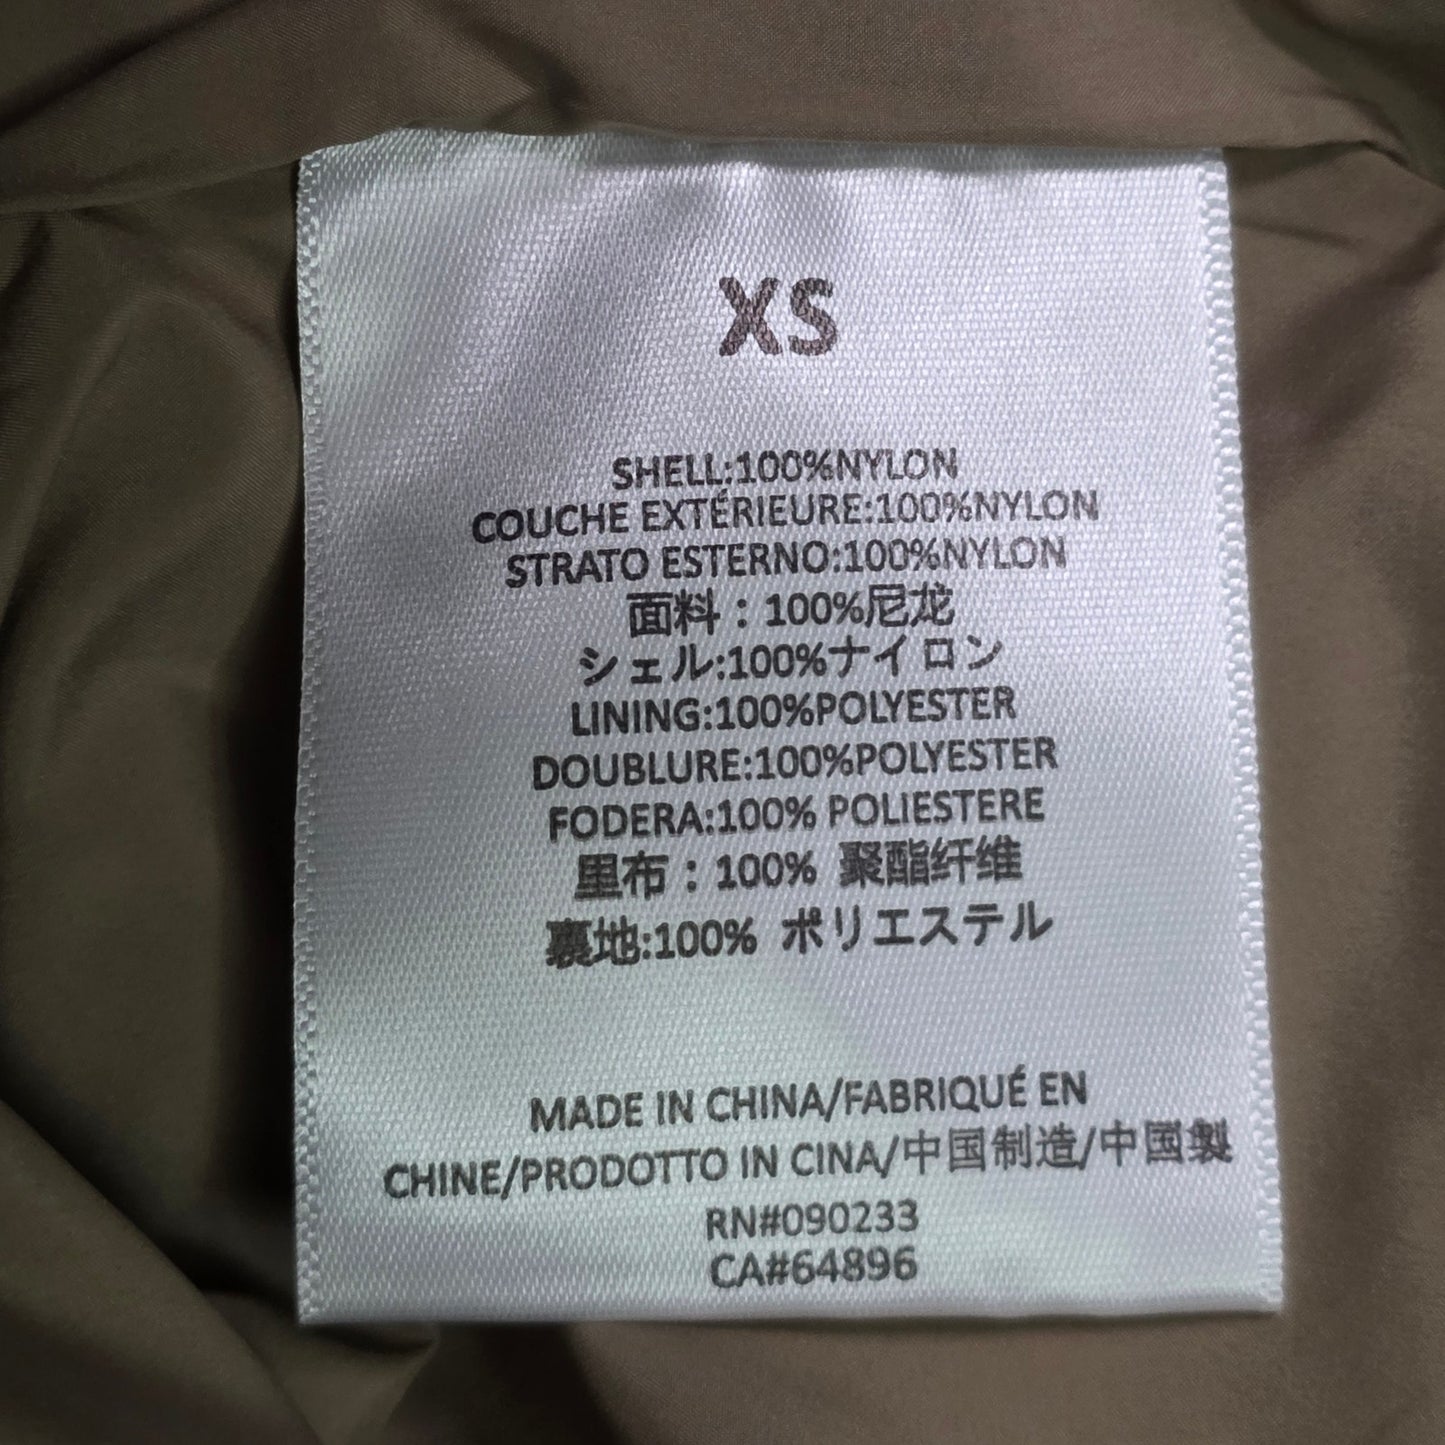 XS
SHELL:100%NYLON
COUCHE EXTÉRIEURE:100%NYLON
STRATO ESTERNO:100%NYLON
面料：100%尼龙
シェル:100%ナイロン
LINING:100%POLYESTER
DOUBLURE:100%POLYESTER
FODERA:100% POLIESTERE
里布：100% 聚酯纤维
裏地:100% ポリエステル
MADE IN CHINA/FABRIQUÉ EN
CHINE/PRODOTTO IN CINA/中国制造/中国製
RN#090233
CA#64896